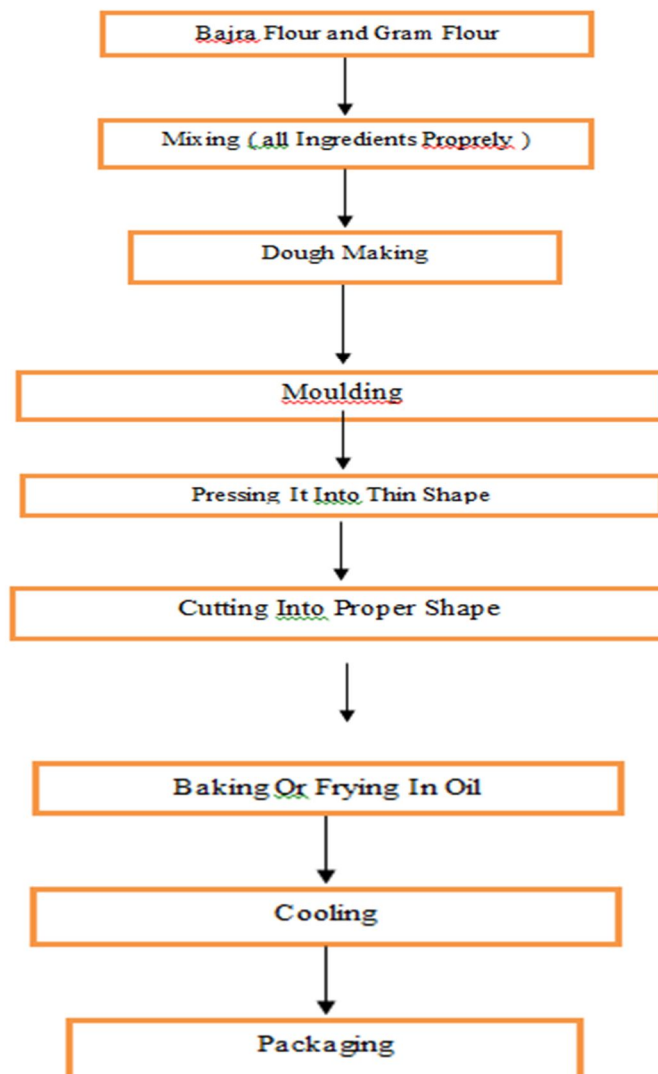 Bajra Flour and Gram Flour
Mixing ( all Ingredients Proprely )
Dough Making
Moulding
Pressing It Into Thin Shape
Cutting Into Proper Shape
Baking Or Frying In Oil
Cooling
Packaging